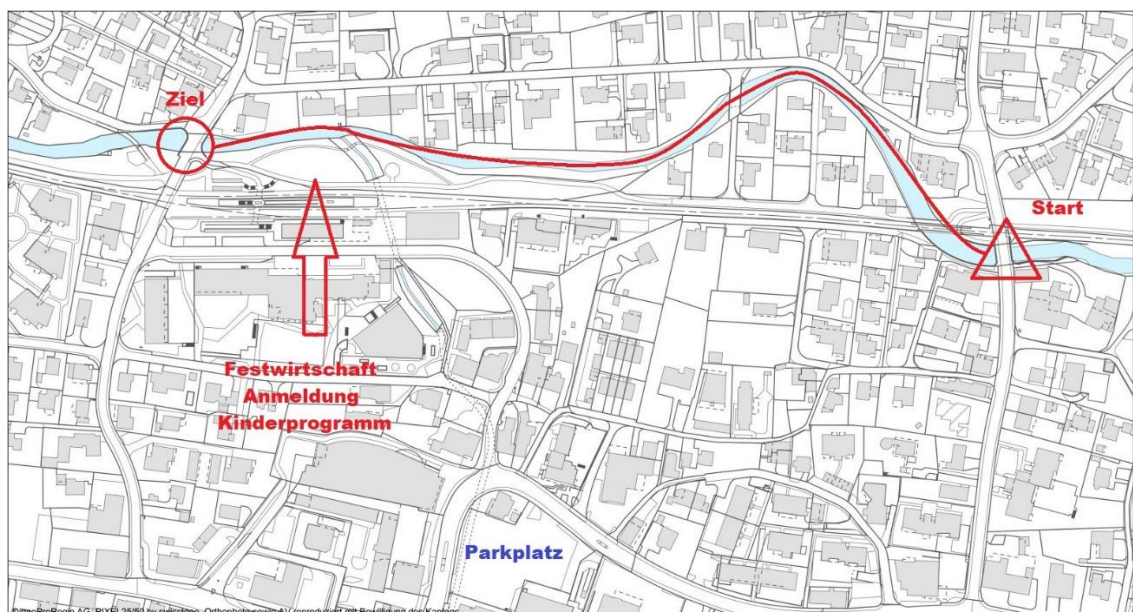 Ziel
Start
Festwirtschaft
Anmeldung
Kinderprogramm
Parkplatz